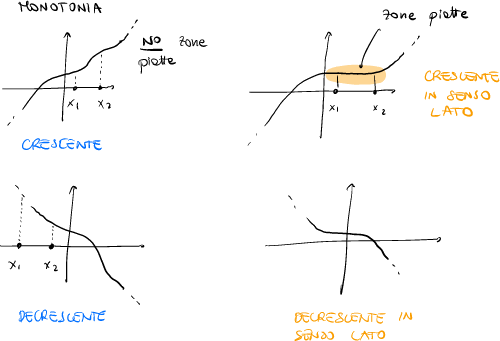 MONOTONIA
NO zone
piatte
x1 x2
CRESCENTE
zone piatte
x1 x2
CRESCENTE
IN SENSO
LATO
x1 x2
DECRESCENTE
DECRESCENTE IN
SENSO LATO